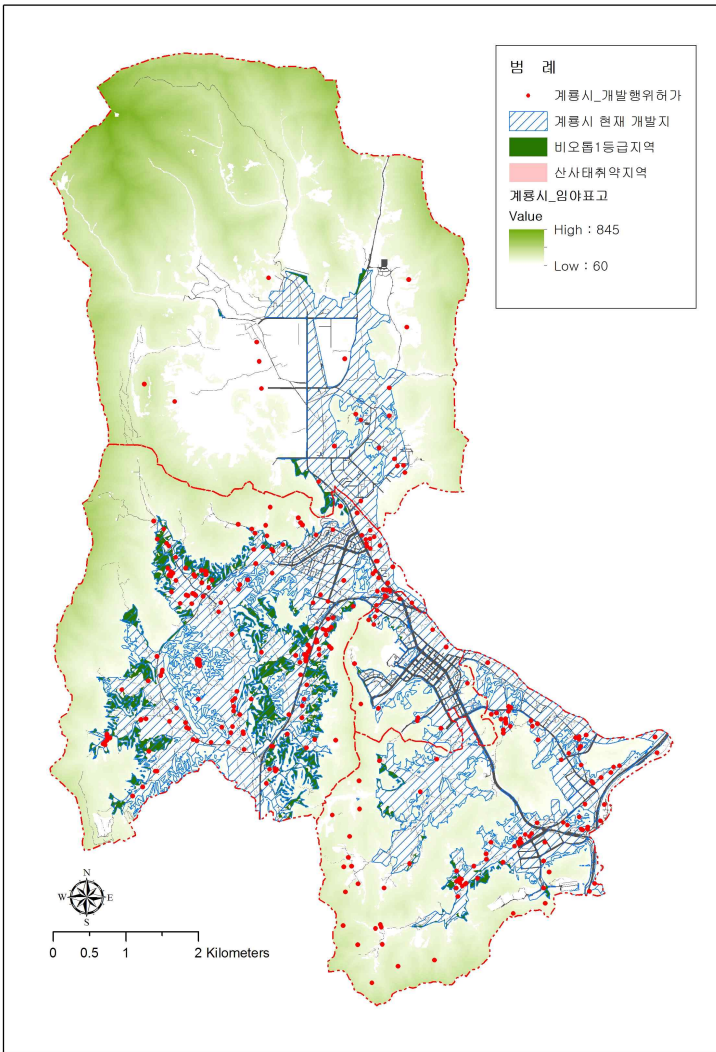 범 례
계룡시_개발행위허가
계룡시 현재 개발지
비오톱1등급지역
산사태취약지역
계룡시_임야표고
Value
High : 845
Low : 60
N
W E
S
0 0.5 1 2 Kilometers